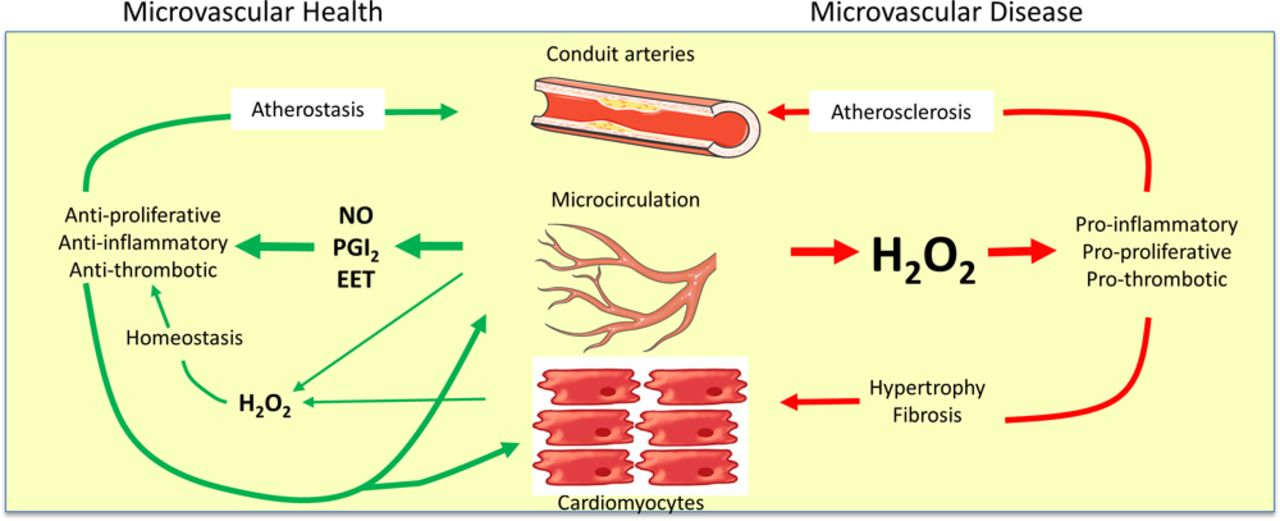 Microvascular Health
Microvascular Disease
Conduit arteries
Atherostasis
Atherosclerosis
Microcirculation
Anti-proliferative
Anti-inflammatory
Anti-thrombotic
NO
PGI₂
EET
H₂O₂
Pro-inflammatory
Pro-proliferative
Pro-thrombotic
Homeostasis
H₂O₂
Hypertrophy
Fibrosis
Cardiomyocytes